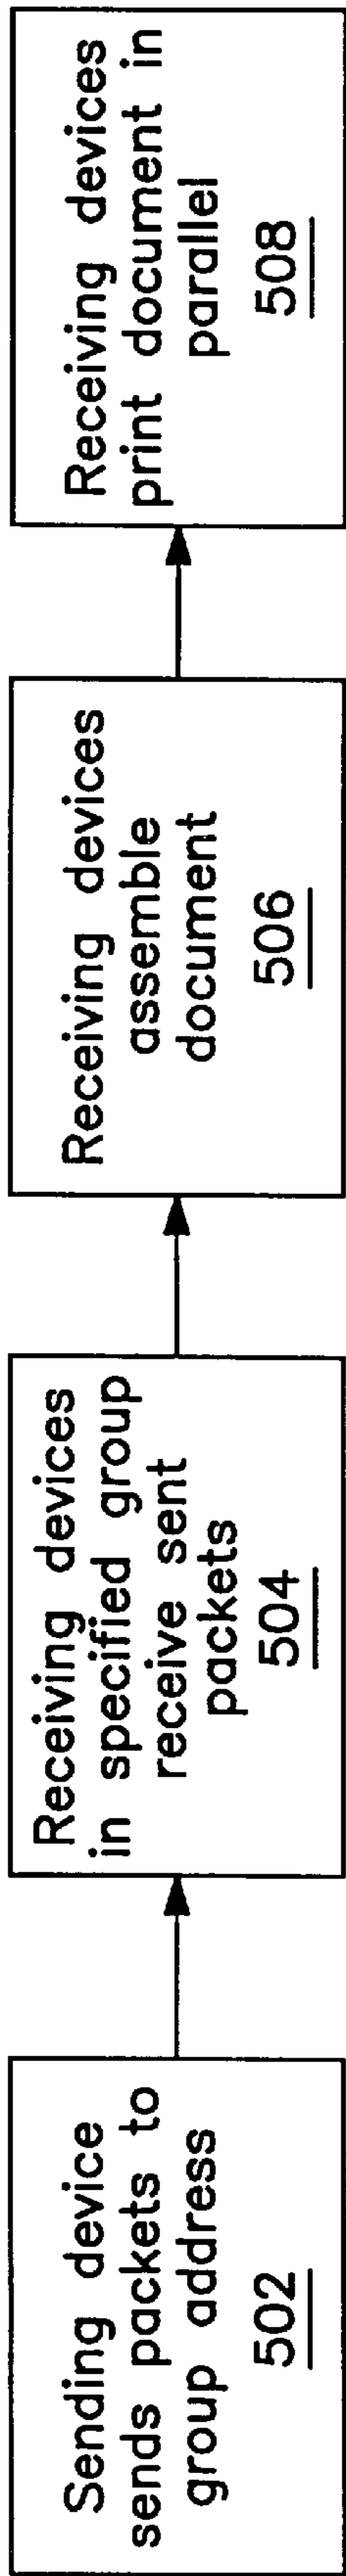 Sending device
sends packets to
group address
502
Receiving devices
in specified group
receive sent
packets
504
Receiving devices
assemble
document
506
Receiving devices
print document in
parallel
508